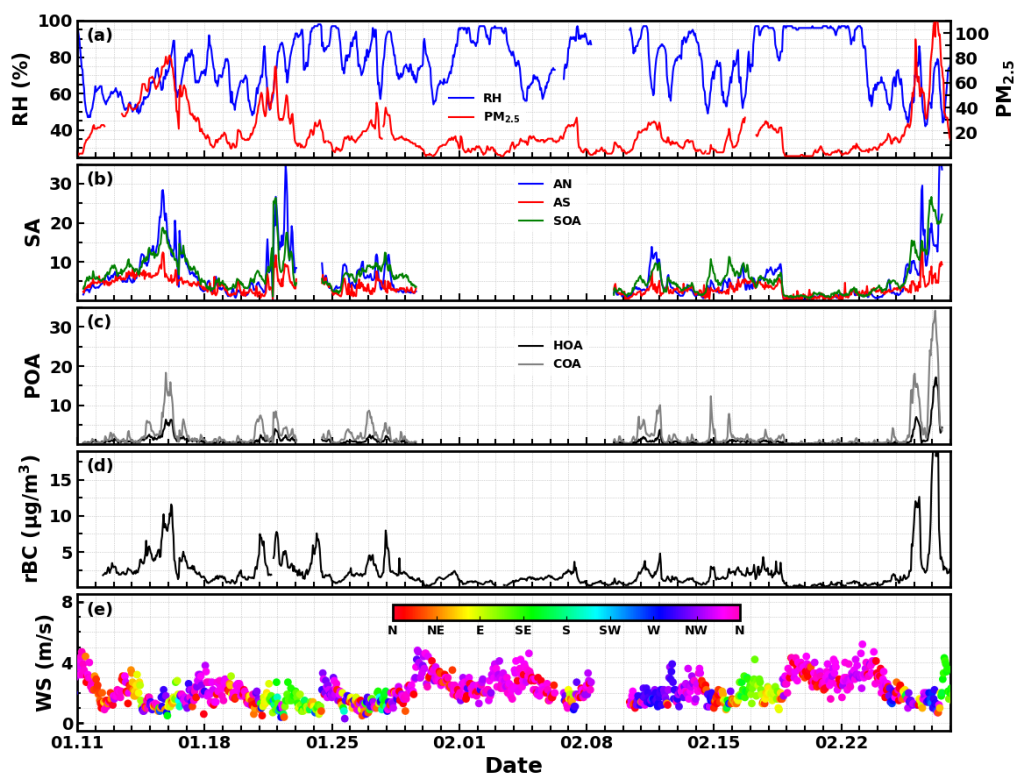 (a)
RH (%)
100
80
60
40
RH
PM2.5
100
80
60
40
20
PM2.5
(b)
SA
30
20
10
AN
AS
SOA
(c)
POA
30
20
10
HOA
COA
(d)
rBC (μg/m³)
15
10
5
(e)
WS (m/s)
8
4
0
N NE E SE S SW W NW N
01.11 01.18 01.25 02.01 02.08 02.15 02.22
Date